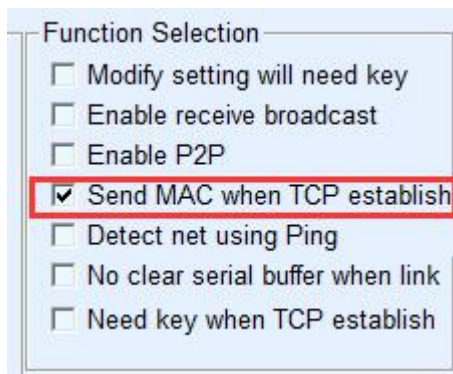 Function Selection
Modify setting will need key
Enable receive broadcast
Enable P2P
Send MAC when TCP establish
Detect net using Ping
No clear serial buffer when link
Need key when TCP establish